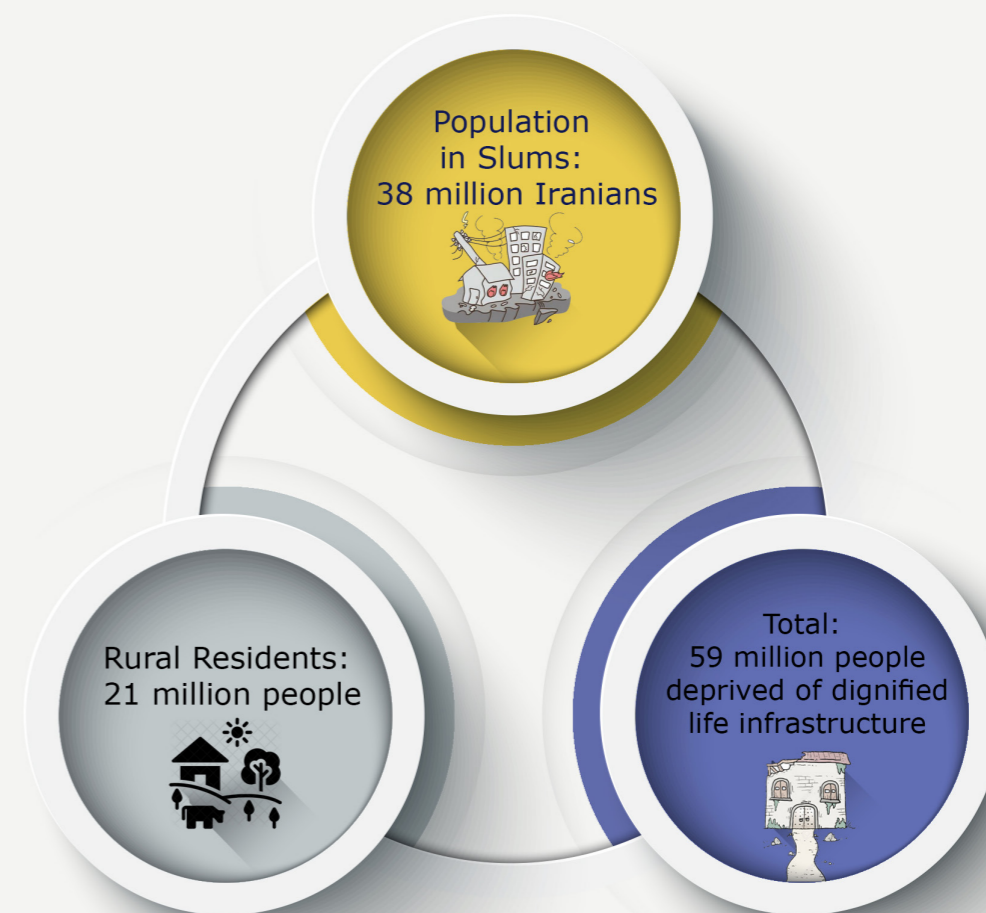 Population
in Slums:
38 million Iranians
Rural Residents:
21 million people
Total:
59 million people
deprived of dignified
life infrastructure